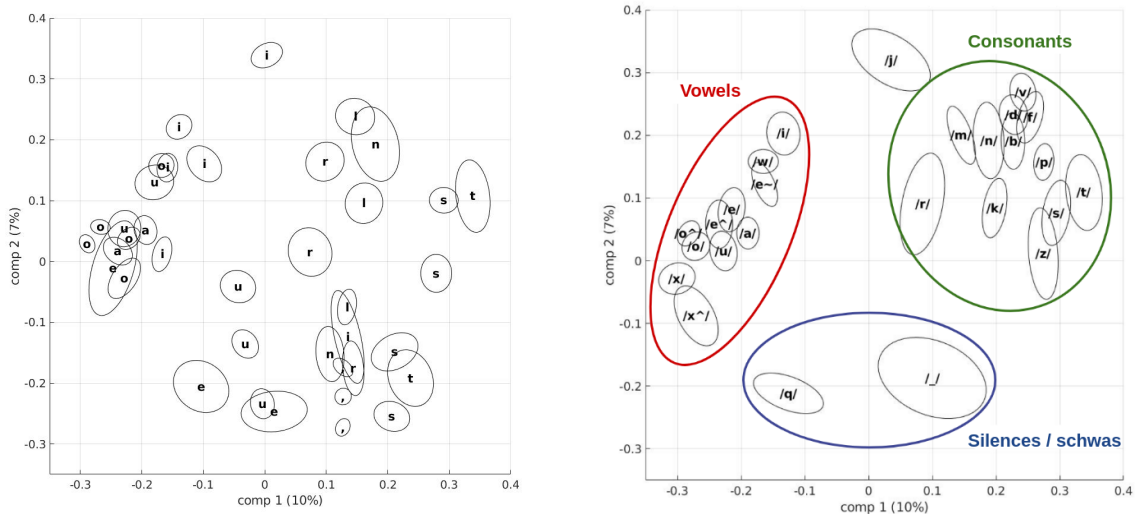 0.4
0.3
0.2
0.1
0
-0.1
-0.2
-0.3
comp 2 (7%)
i
i
l
n
o
i
i
r
u
s
t
l
o
u
a
o
o
a
r
i
e
o
s
u
l
u
i
n
r
s
,
t
e
u
e
,
s
,
-0.3
-0.2
-0.1
0
0.1
0.2
0.3
0.4
comp 1 (10%)
0.4
0.3
0.2
0.1
0
-0.1
-0.2
-0.3
comp 2 (7%)
Consonants
Vowels
/j/
/v/
/d/
/f/
/i/
/m/
/n/
/b/
/w/
/p/
/e~/
/t/
/r/
/k/
/s/
/e/
/e^/
/o^/
/a/
/o/
/u/
/z/
/x/
/x^/
/q/
/_/
Silences / schwas
-0.3
-0.2
-0.1
0
0.1
0.2
0.3
0.4
comp 1 (10%)